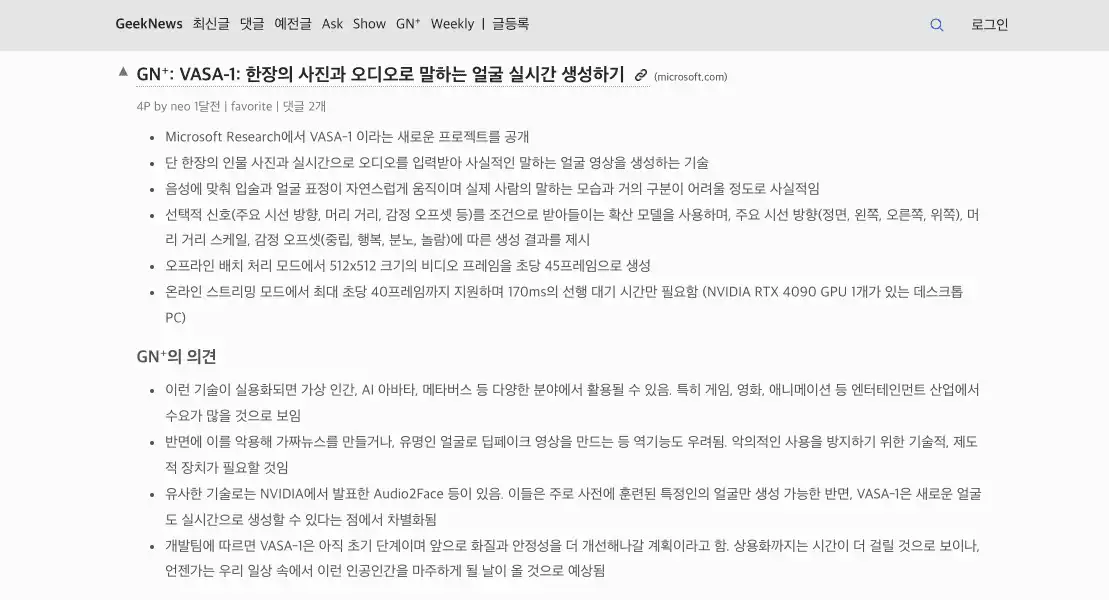 GeekNews 최신글 댓글 예전글 Ask Show GN⁺ Weekly | 글등록 로그인
▲ GN⁺: VASA-1: 한장의 사진과 오디오로 말하는 얼굴 실시간 생성하기 (microsoft.com)
4P by neo 1달전 | favorite | 댓글 2개
• Microsoft Research에서 VASA-1 이라는 새로운 프로젝트를 공개
• 단 한장의 인물 사진과 실시간으로 오디오를 입력받아 사실적인 말하는 얼굴 영상을 생성하는 기술
• 음성에 맞춰 입술과 얼굴 표정이 자연스럽게 움직이며 실제 사람의 말하는 모습과 거의 구분이 어려울 정도로 사실적임
• 선택적 신호(주요 시선 방향, 머리 거리, 감정 오프셋 등)를 조건으로 받아들이는 확산 모델을 사용하며, 주요 시선 방향(정면, 왼쪽, 오른쪽, 위쪽), 머
리 거리 스케일, 감정 오프셋(중립, 행복, 분노, 놀람)에 따른 생성 결과를 제시
• 오프라인 배치 처리 모드에서 512x512 크기의 비디오 프레임을 초당 45프레임으로 생성
• 온라인 스트리밍 모드에서 최대 초당 40프레임까지 지원하며 170ms의 선행 대기 시간만 필요함 (NVIDIA RTX 4090 GPU 1개가 있는 데스크톱
PC)
GN⁺의 의견
• 이런 기술이 실용화되면 가상 인간, AI 아바타, 메타버스 등 다양한 분야에서 활용될 수 있음. 특히 게임, 영화, 애니메이션 등 엔터테인먼트 산업에서
수요가 많을 것으로 보임
• 반면에 이를 악용해 가짜뉴스를 만들거나, 유명인 얼굴로 딥페이크 영상을 만드는 등 역기능도 우려됨. 악의적인 사용을 방지하기 위한 기술적, 제도
적 장치가 필요할 것임
• 유사한 기술로는 NVIDIA에서 발표한 Audio2Face 등이 있음. 이들은 주로 사전에 훈련된 특정인의 얼굴만 생성 가능한 반면, VASA-1은 새로운 얼굴
도 실시간으로 생성할 수 있다는 점에서 차별화됨
• 개발팀에 따르면 VASA-1은 아직 초기 단계이며 앞으로 화질과 안정성을 더 개선해나갈 계획이라고 함. 상용화까지는 시간이 더 걸릴 것으로 보이나,
언젠가는 우리 일상 속에서 이런 인공인간을 마주하게 될 날이 올 것으로 예상됨